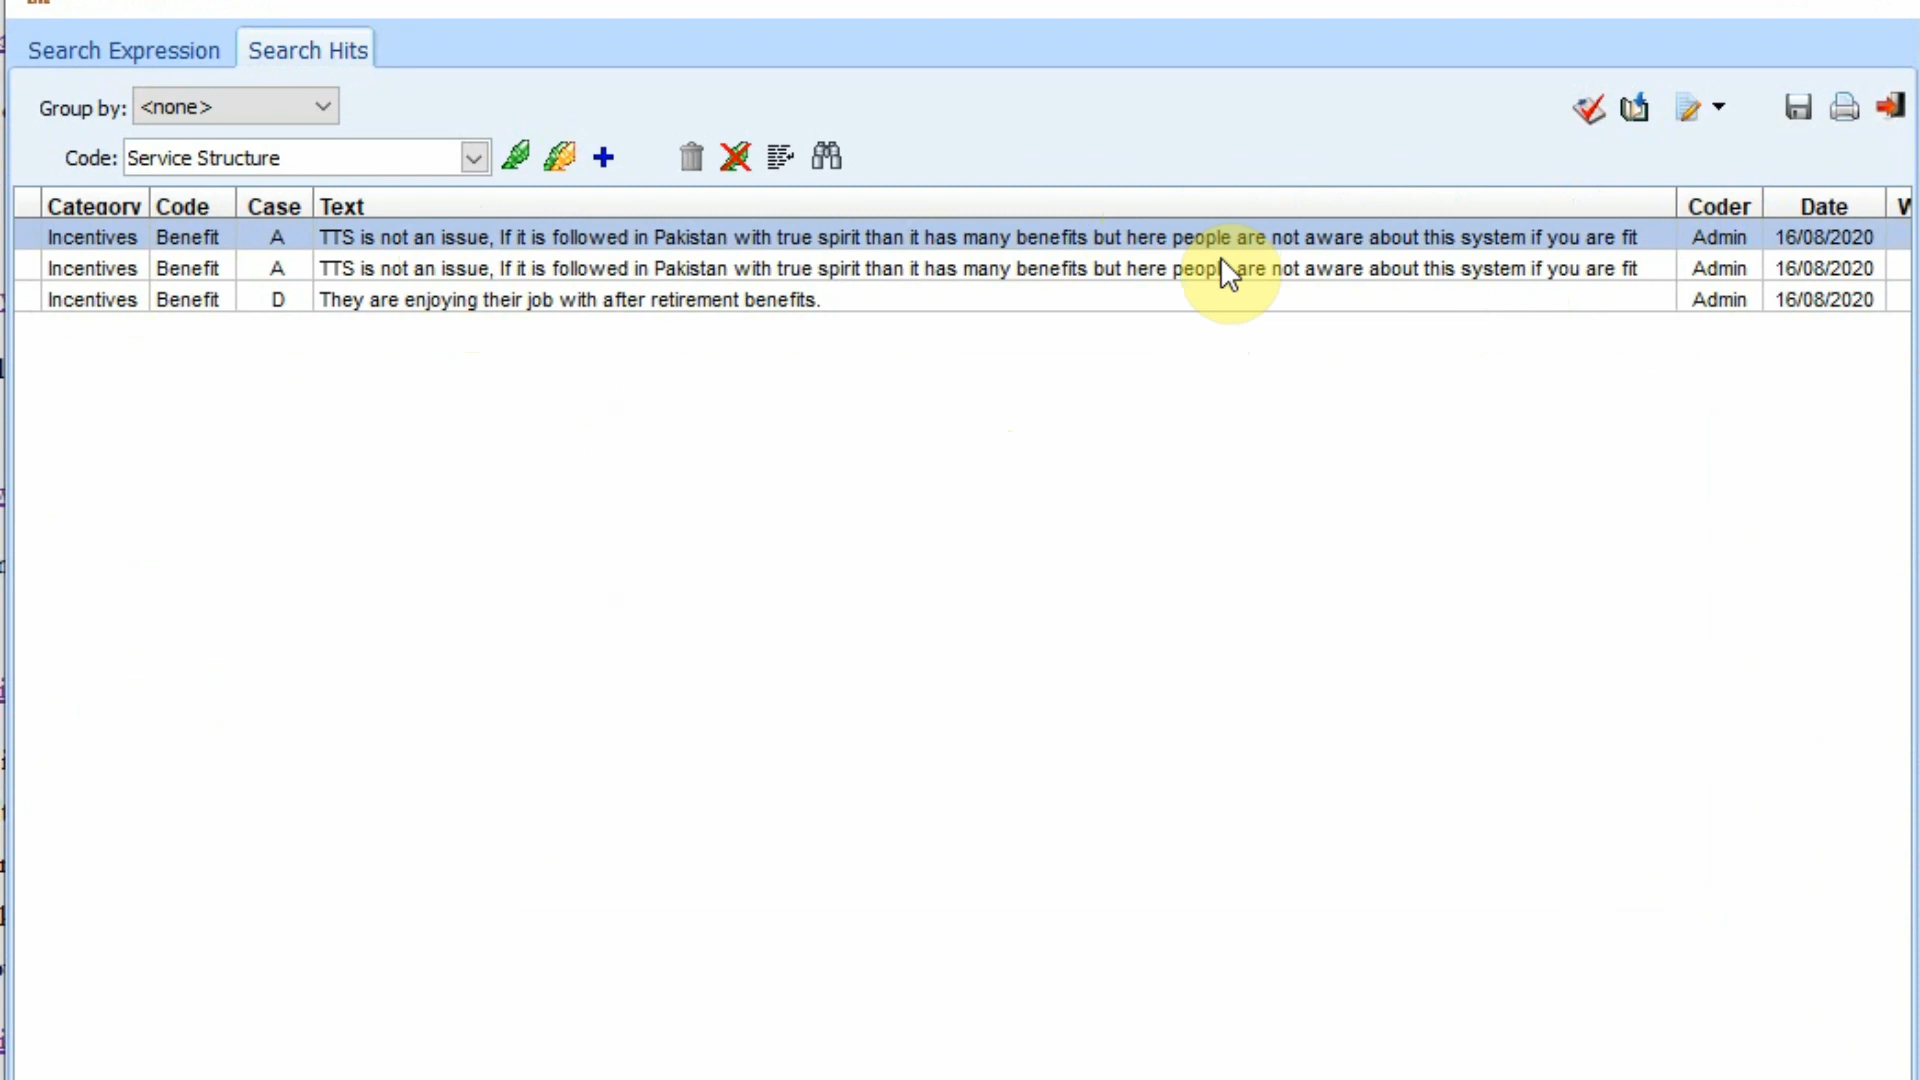 Search Expression Search Hits
Group by: <none>
Code: Service Structure
Category Code Case Text Coder Date
Incentives Benefit A TTS is not an issue, If it is followed in Pakistan with true spirit than it has many benefits but here people are not aware about this system if you are fit Admin 16/08/2020
Incentives Benefit A TTS is not an issue, If it is followed in Pakistan with true spirit than it has many benefits but here people are not aware about this system if you are fit Admin 16/08/2020
Incentives Benefit D They are enjoying their job with after retirement benefits. Admin 16/08/2020